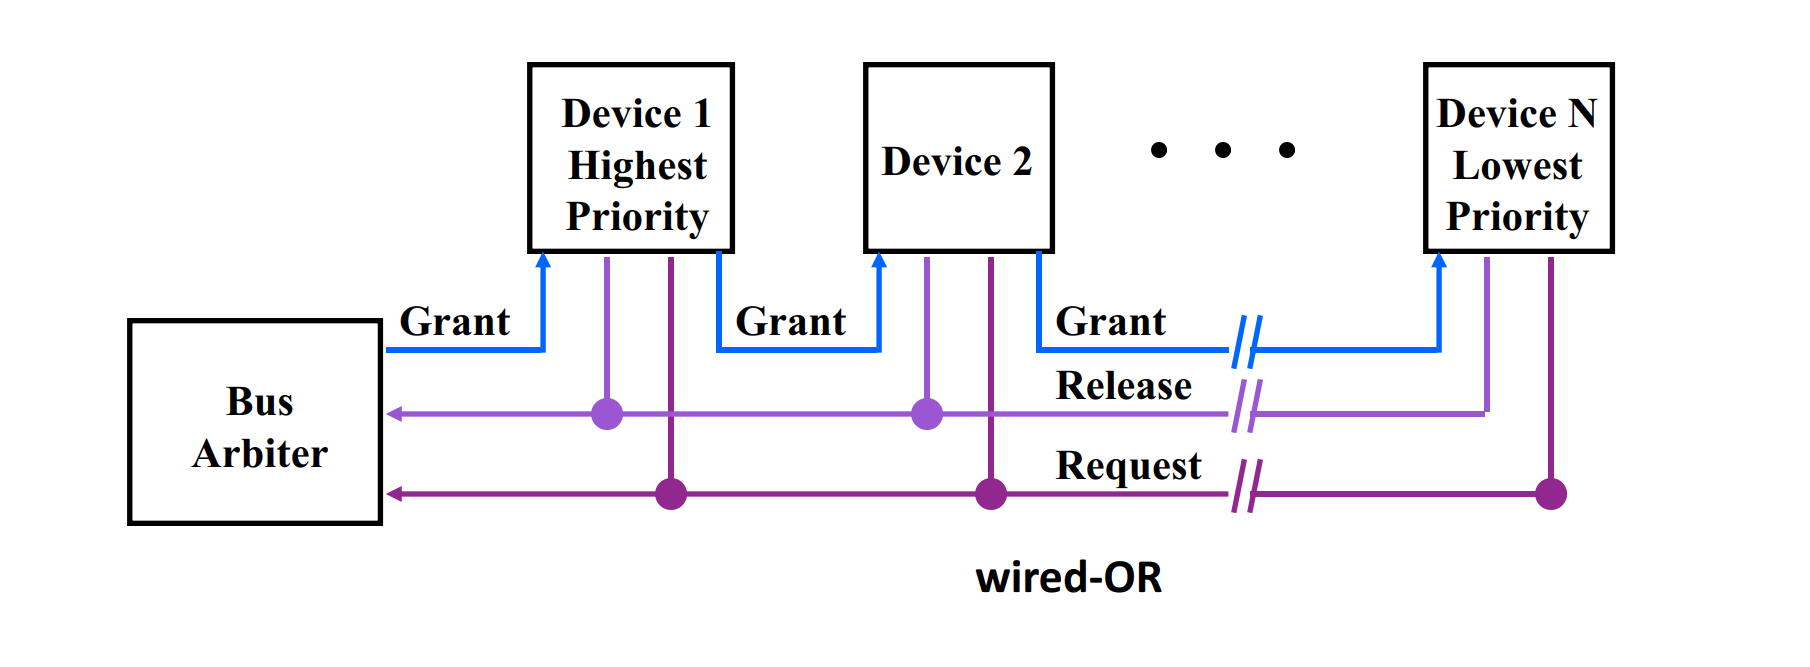 Device 1
Highest
Priority
Device 2
Device N
Lowest
Priority
Grant
Grant
Grant
Bus
Arbiter
Release
Request
wired-OR